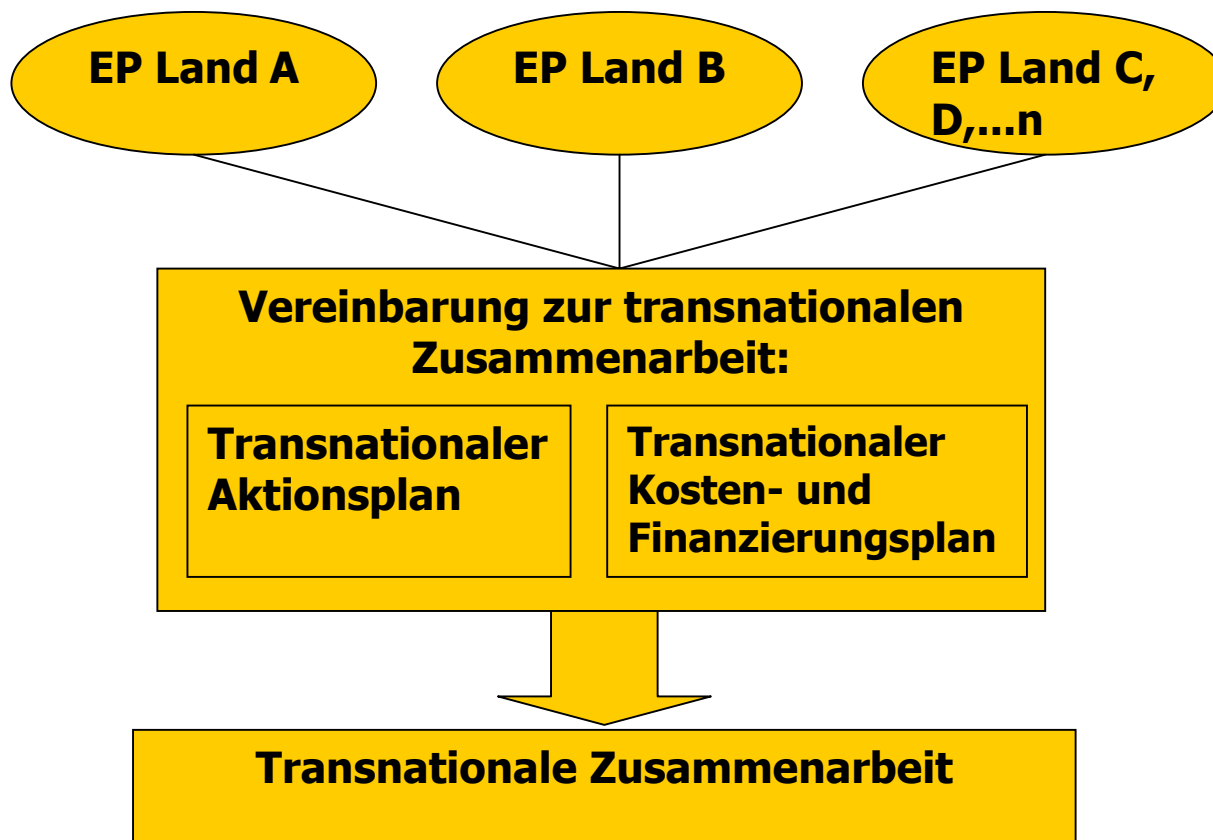 EP Land A
EP Land B
EP Land C,
D,...n
Vereinbarung zur transnationalen
Zusammenarbeit:
Transnationaler
Aktionsplan
Transnationaler
Kosten- und
Finanzierungsplan
Transnationale Zusammenarbeit